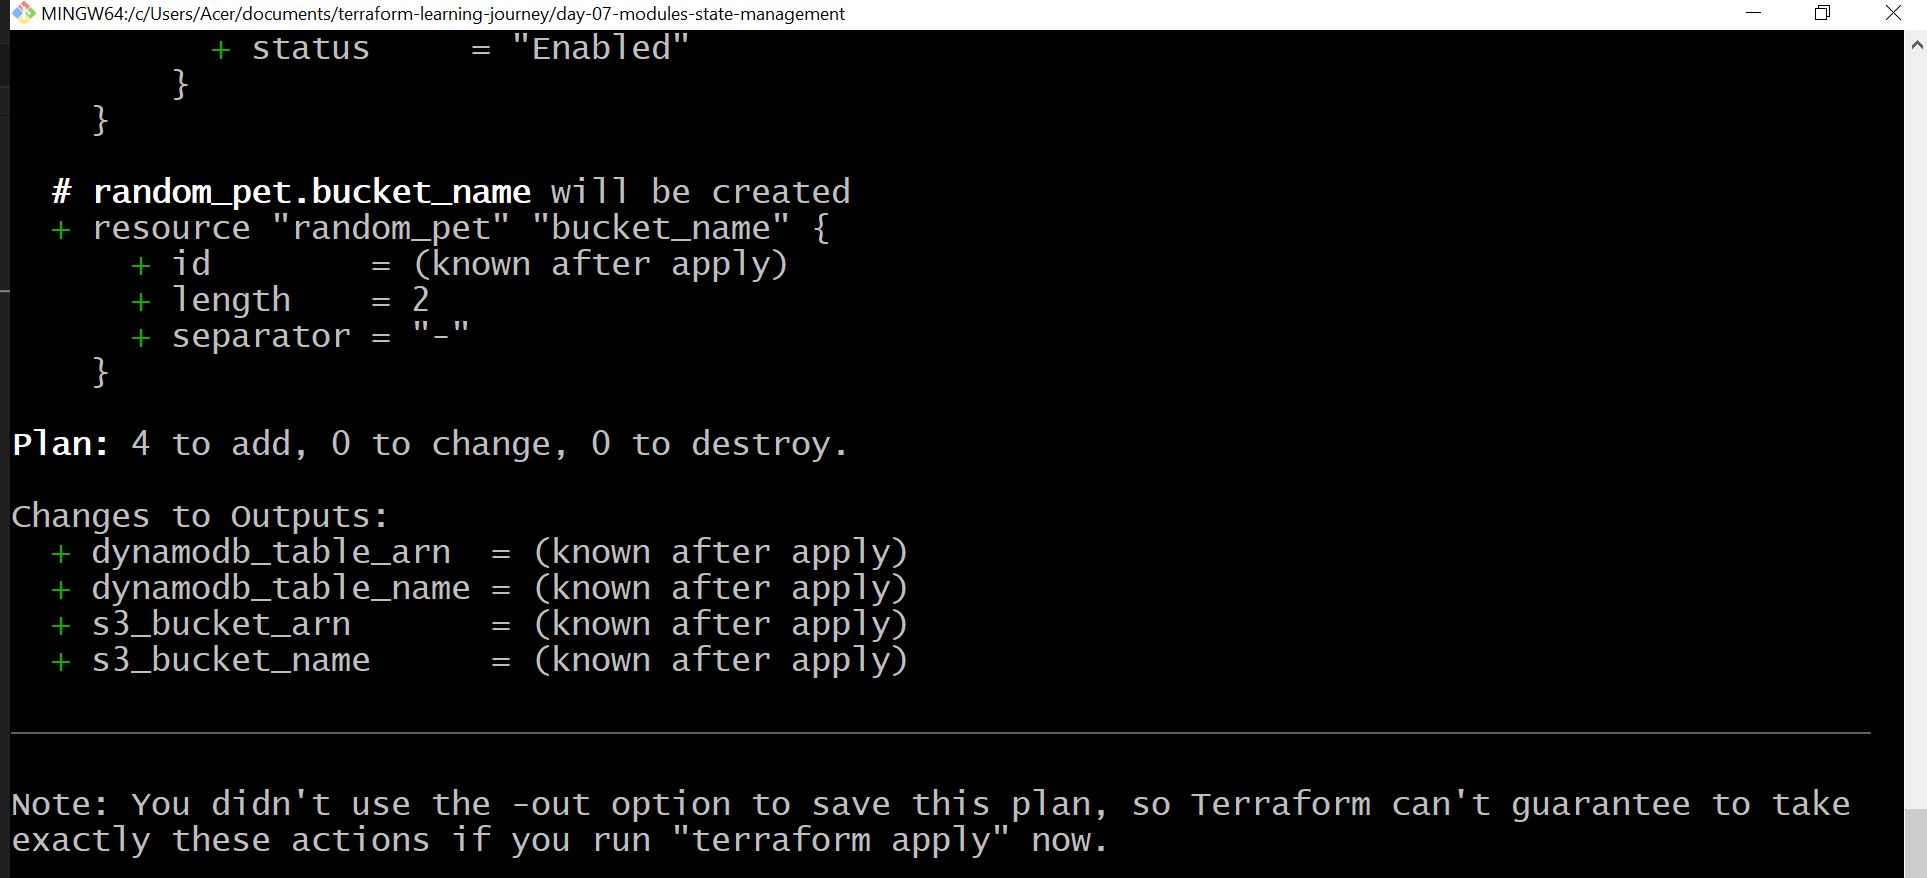 MINGW64:/c/Users/Acer/documents/terraform-learning-journey/day-07-modules-state-management
+ status     = "Enabled"
}
}
# random_pet.bucket_name will be created
+ resource "random_pet" "bucket_name" {
+ id        = (known after apply)
+ length    = 2
+ separator = "-"
}
Plan: 4 to add, 0 to change, 0 to destroy.
Changes to Outputs:
+ dynamodb_table_arn  = (known after apply)
+ dynamodb_table_name = (known after apply)
+ s3_bucket_arn       = (known after apply)
+ s3_bucket_name      = (known after apply)
Note: You didn't use the -out option to save this plan, so Terraform can't guarantee to take
exactly these actions if you run "terraform apply" now.